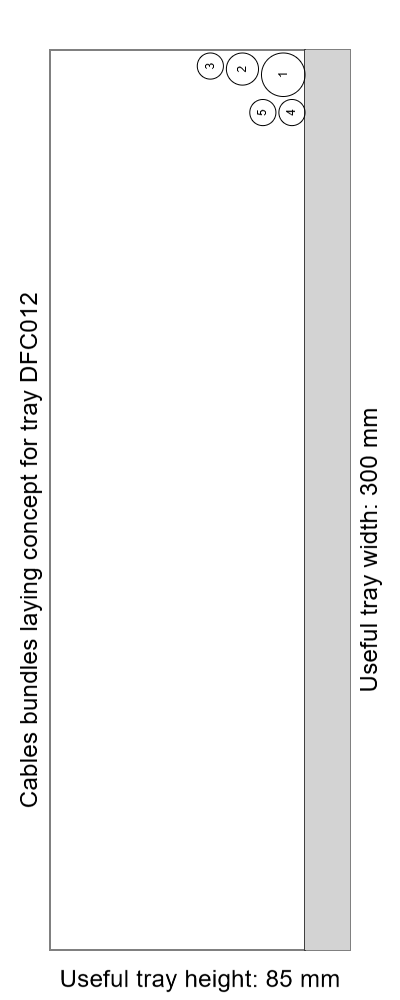 Cables bundles laying concept for tray DFC012
3
2
1
5
4
Useful tray width: 300 mm
Useful tray height: 85 mm